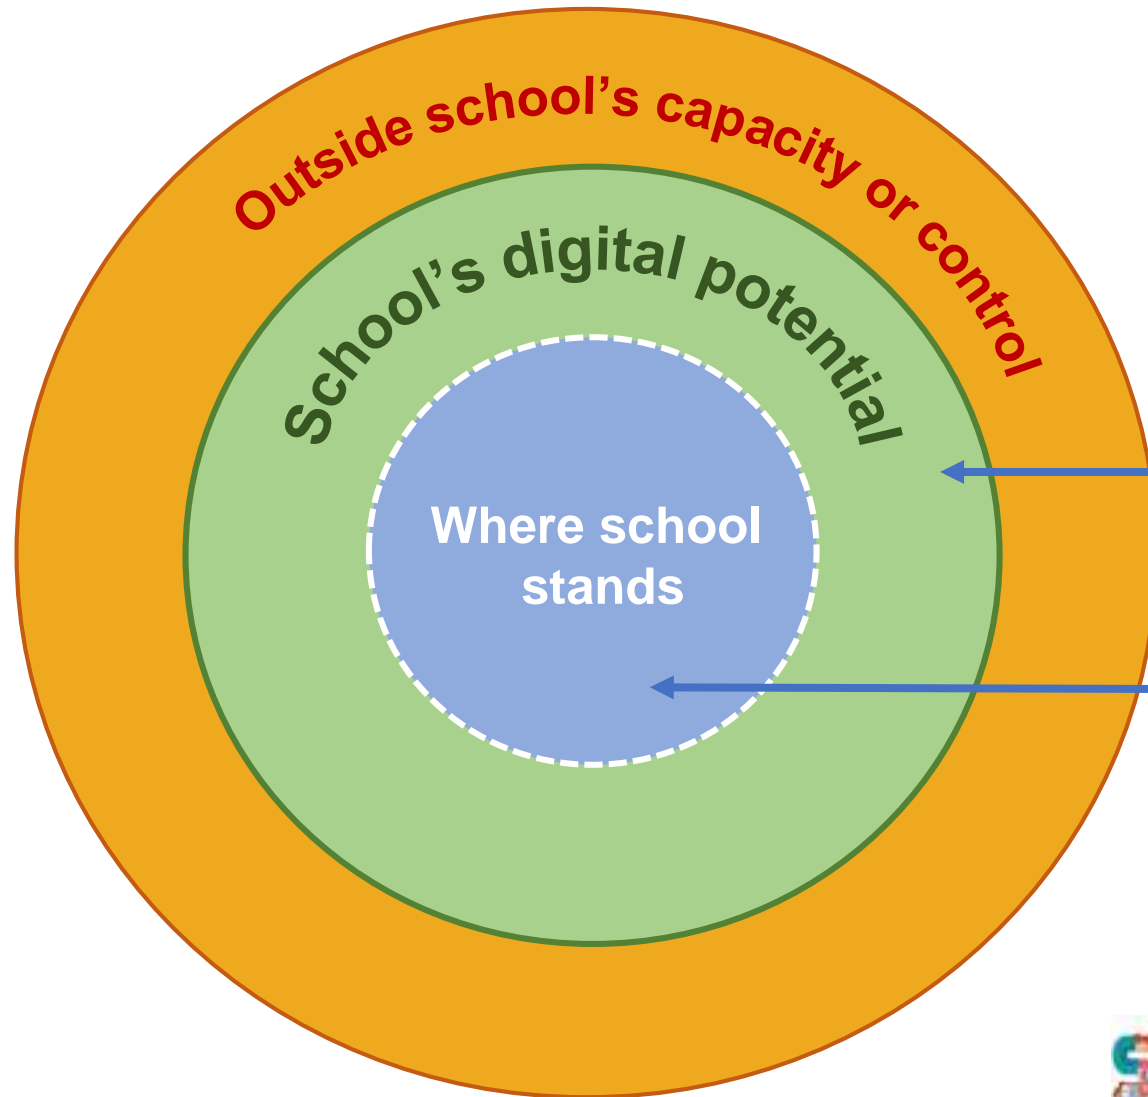 Outside school’s capacity or control
School’s digital potential
Where school
stands